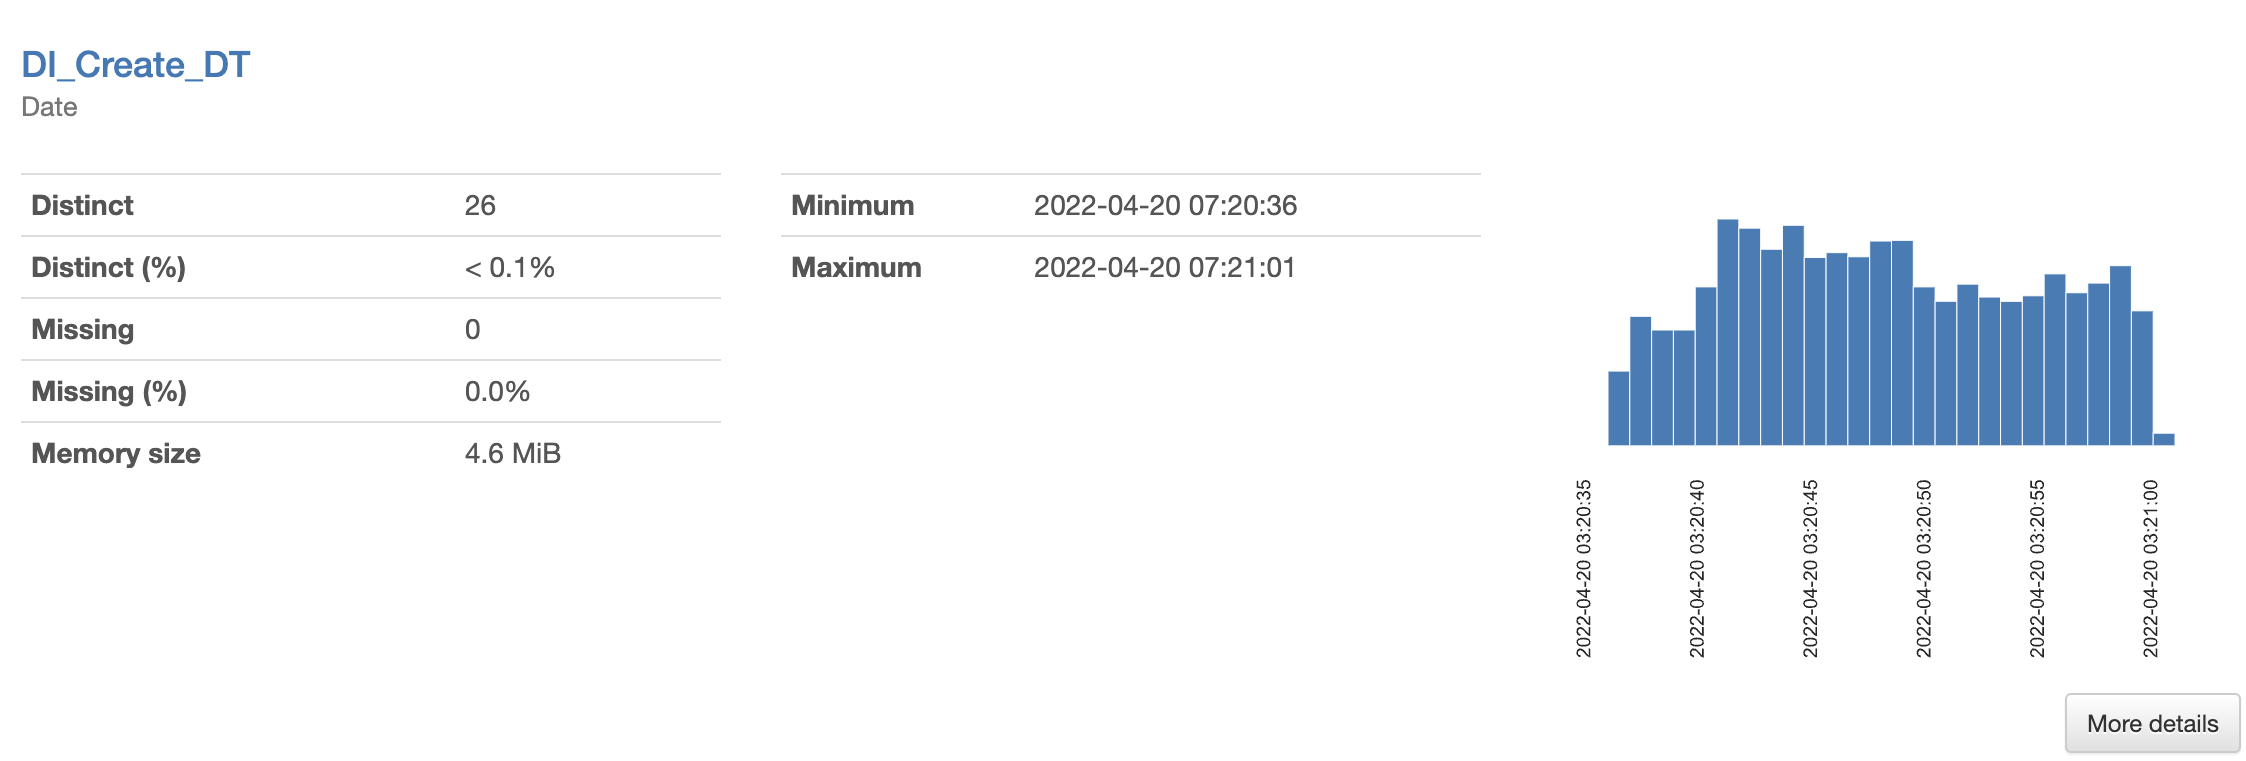 DI_Create_DT
Date
Distinct 26
Distinct (%) < 0.1%
Missing 0
Missing (%) 0.0%
Memory size 4.6 MiB
Minimum 2022-04-20 07:20:36
Maximum 2022-04-20 07:21:01
2022-04-20 03:20:35
2022-04-20 03:20:40
2022-04-20 03:20:45
2022-04-20 03:20:50
2022-04-20 03:20:55
2022-04-20 03:21:00
More details